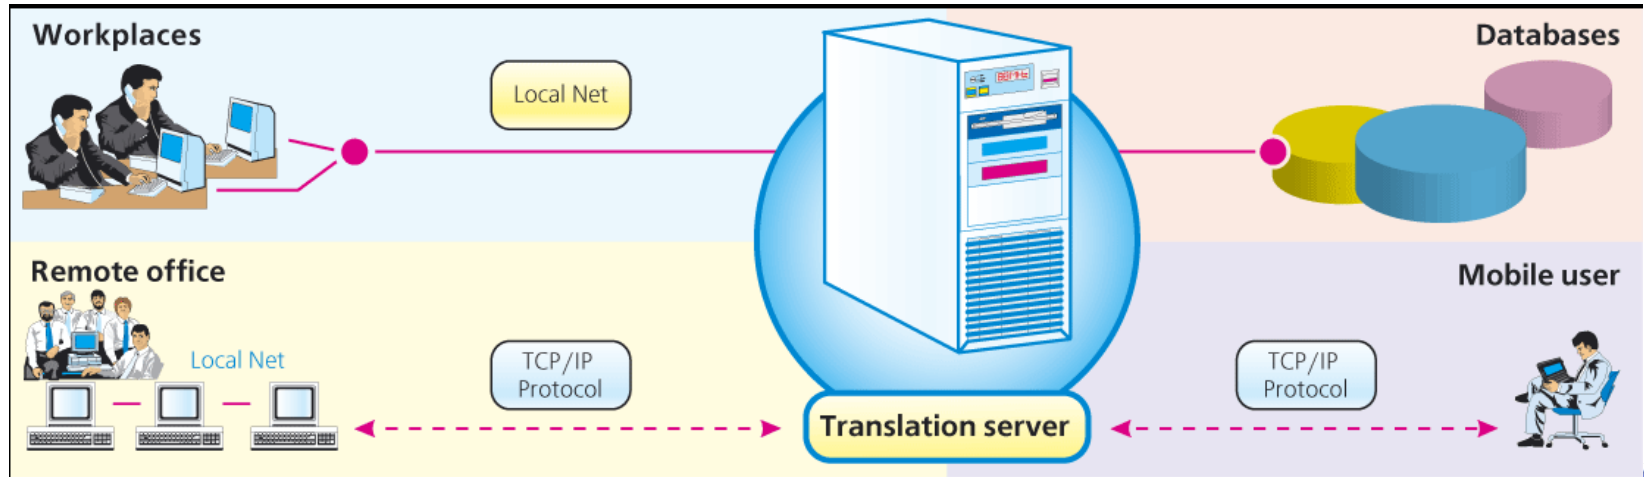 Workplaces
Local Net
Databases
Remote office
Local Net
TCP/IP
Protocol
Translation server
TCP/IP
Protocol
Mobile user